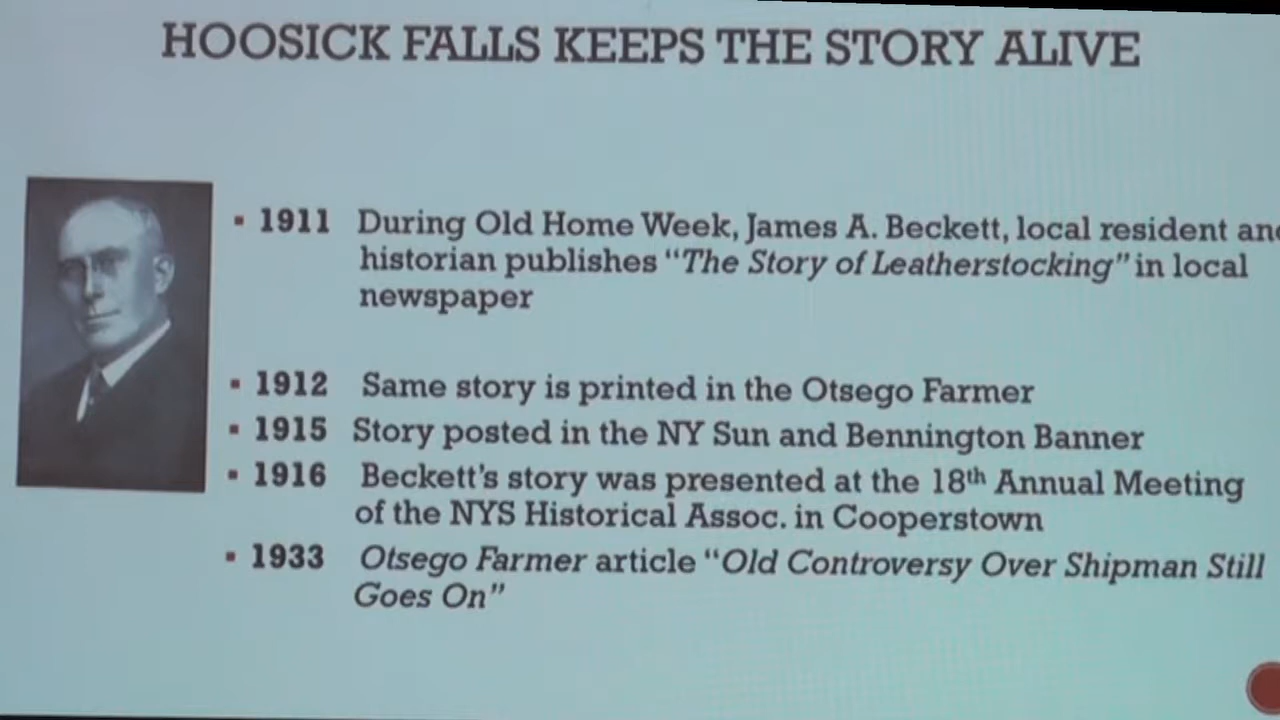 HOOSICK FALLS KEEPS THE STORY ALIVE
1911 During Old Home Week, James A. Beckett, local resident and
historian publishes "The Story of Leatherstocking" in local
newspaper
1912 Same story is printed in the Otsego Farmer
1915 Story posted in the NY Sun and Bennington Banner
1916 Beckett's story was presented at the 18th Annual Meeting
of the NYS Historical Assoc. in Cooperstown
1933 Otsego Farmer article "Old Controversy Over Shipman Still
Goes On"